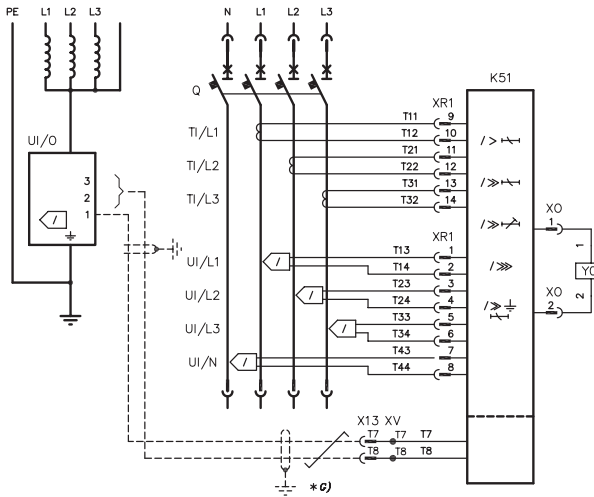 PE L1 L2 L3 N L1 L2 L3
K51
Q
XR1
T11 9
TI/L1 T12 10
UI/O
T21 11
TI/L2 T22 12
T31 13
TI/L3 T32 14
3
2
1
/
/>
/>>
/>>
/>>>
/>>
XR1
T13 1
UI/L1 / T14 2
T23 3
UI/L2 / T24 4
T33 5
UI/L3 / T34 6
T43 7
UI/N / T44 8
XO
1
1
YO
2
XO
2
X13 XV
T7 T7 T7
T8 T8 T8
*G)